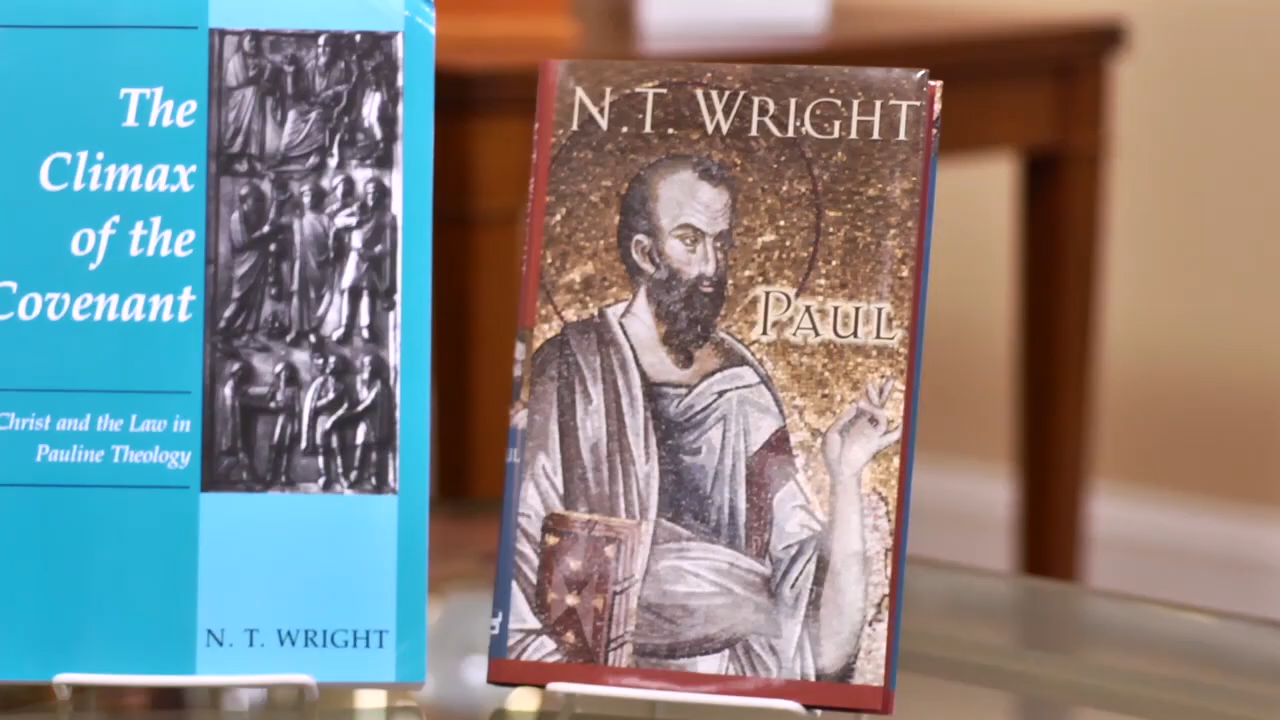 The
Climax
of the
Covenant
Christ and the Law in
Pauline Theology
N. T. WRIGHT
N.T. WRIGHT
PAUL